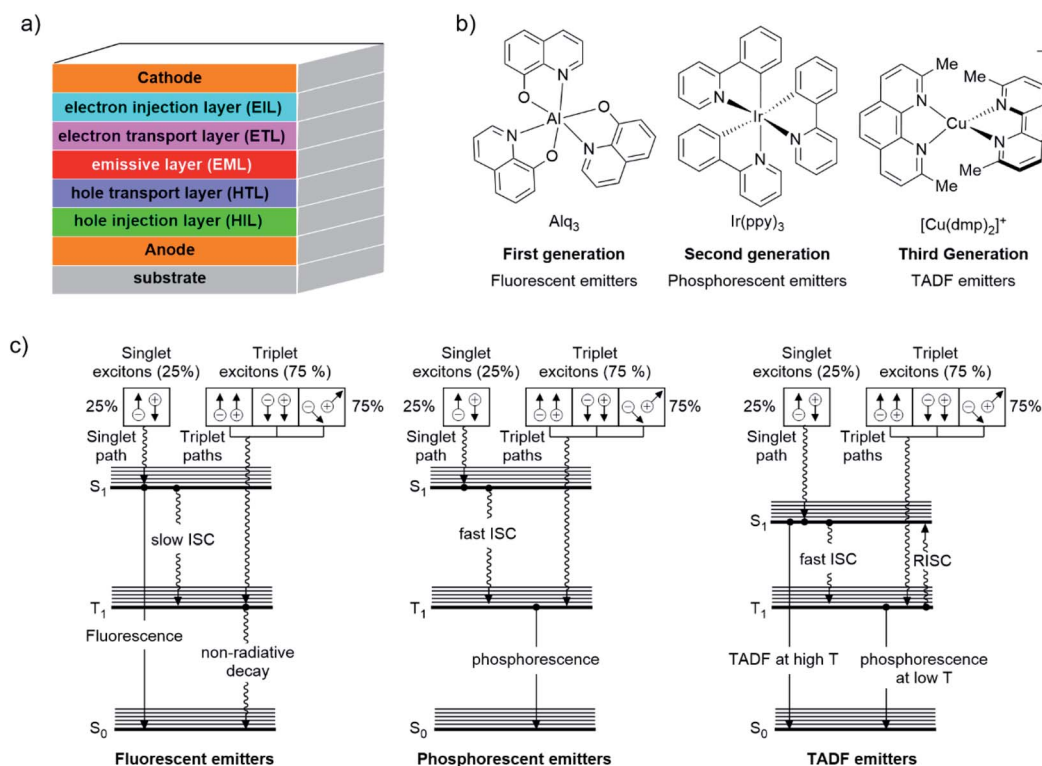 a)
Cathode
electron injection layer (EIL)
electron transport layer (ETL)
emissive layer (EML)
hole transport layer (HTL)
hole injection layer (HIL)
Anode
substrate
b)
N
O
N
Al
O
N
O
Alq3
First generation
Fluorescent emitters
N
Ir
N
N
Ir(ppy)3
Second generation
Phosphorescent emitters
Me
N
Cu
N
Me
Me
N
N
Me
[Cu(dmp)2]+
Third Generation
TADF emitters
c)
Singlet
excitons (25%)
Triplet
excitons (75 %)
25%
75%
Singlet
path
Triplet
paths
S1
slow ISC
T1
Fluorescence
non-radiative
decay
S0
Fluorescent emitters
Singlet
excitons (25%)
Triplet
excitons (75 %)
25%
75%
Singlet
path
Triplet
paths
S1
fast ISC
T1
phosphorescence
S0
Phosphorescent emitters
Singlet
excitons (25%)
Triplet
excitons (75 %)
25%
75%
Singlet
path
Triplet
paths
S1
fast ISC
RISC
T1
TADF at high T
phosphorescence
at low T
S0
TADF emitters